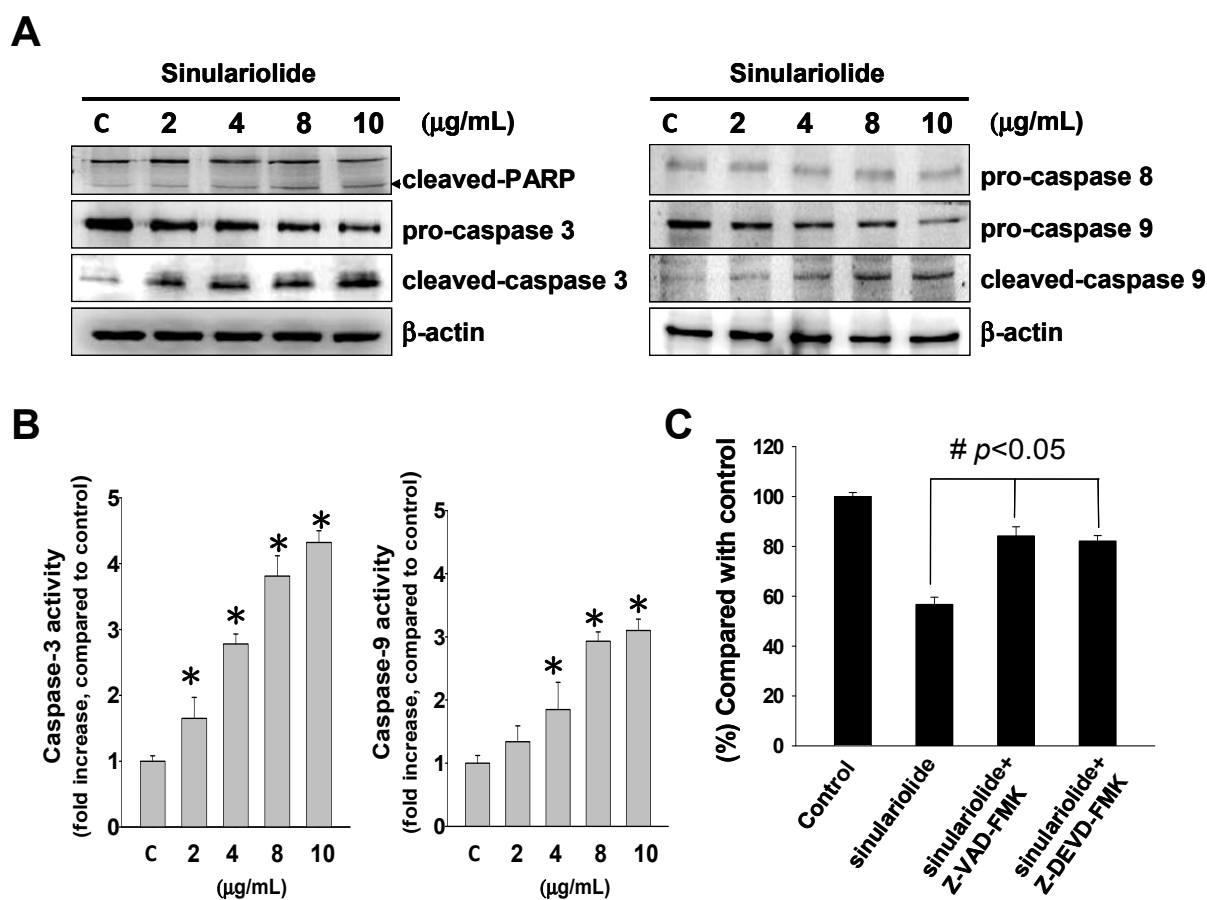 A
Sinulariolide
C 2 4 8 10 (μg/mL)
cleaved-PARP
pro-caspase 3
cleaved-caspase 3
β-actin
Sinulariolide
C 2 4 8 10 (μg/mL)
pro-caspase 8
pro-caspase 9
cleaved-caspase 9
β-actin
B
Caspase-3 activity
(fold increase, compared to control)
5
4
3
2
1
0
* * * *
C 2 4 8 10
(μg/mL)
Caspase-9 activity
(fold increase, compared to control)
5
4
3
2
1
0
* * *
C 2 4 8 10
(μg/mL)
C
(%) Compared with control
120
100
80
60
40
20
0
# p<0.05
Control
sinulariolide
sinulariolide+
Z-VAD-FMK
sinulariolide+
Z-DEVD-FMK